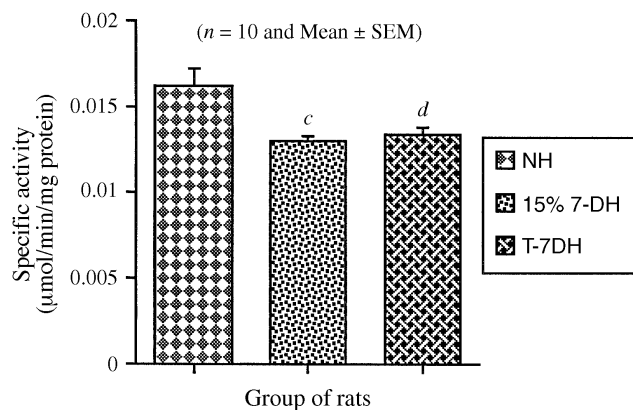 (n = 10 and Mean ± SEM)
0.02
0.015
0.01
0.005
0
Specific activity
(μmol/min/mg protein)
c
d
NH
15% 7-DH
T-7DH
Group of rats